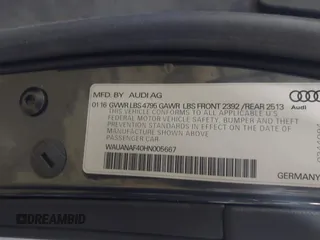 MFD. BY AUDI AG
01 16 GVWR LBS 4796 GAWR LBS FRONT 2392 /REAR 2513
THIS VEHICLE CONFORMS TO ALL APPLICABLE U.S.
FEDERAL MOTOR VEHICLE SAFETY, BUMPER AND THEFT
PREVENTION STANDARDS IN EFFECT ON THE DATE OF
MANUFACTURE SHOWN ABOVE.
PASSENGER CAR
WAUANAF40HN005667
Audi
GERMANY
DREAMBID